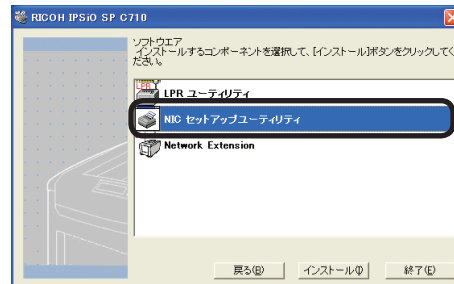 RICOH IPSiO SP C710
ソフトウエア
インストールするコンポーネントを選択して、[インストール]ボタンをクリックしてく
ださい。
LPR
LPR ユーティリティ
NIC セットアップユーティリティ
Network Extension
戻る(B)
インストール(I)
終了(E)